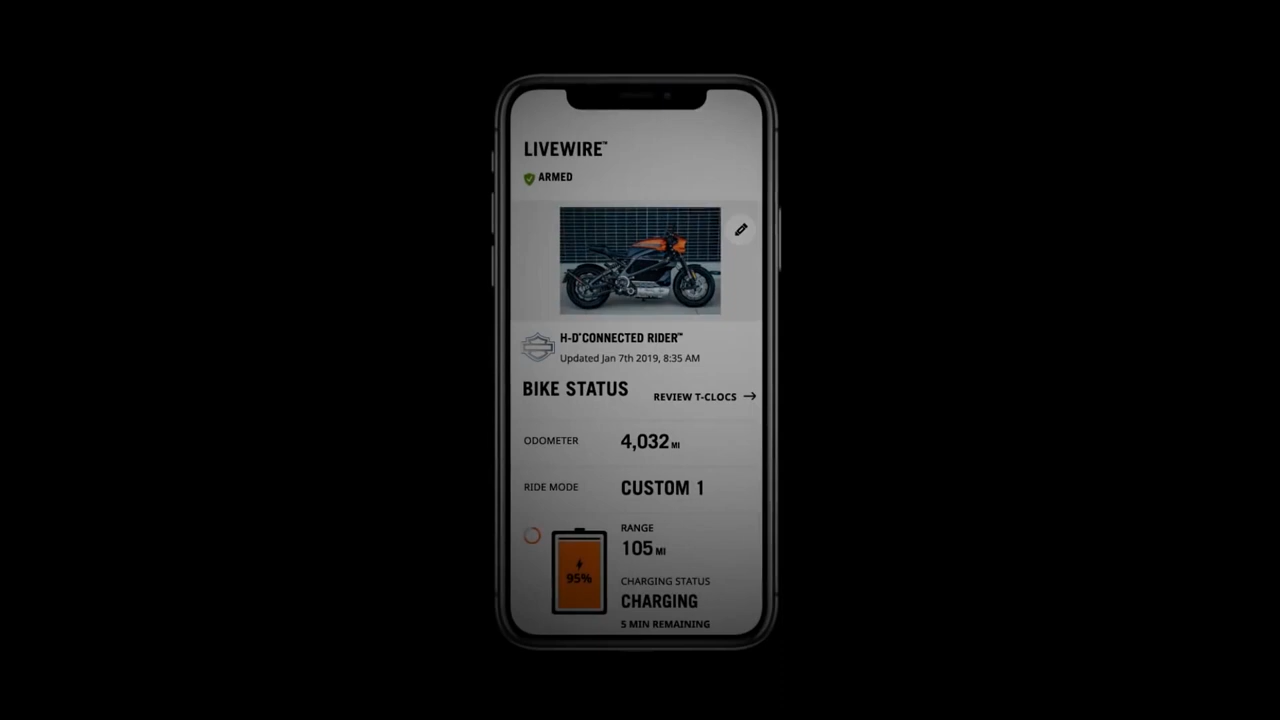 LIVEWIRE™
ARMED
H-D® CONNECTED RIDER™
Updated Jan 7th 2019, 8:35 AM
BIKE STATUS
REVIEW T-CLOCS →
ODOMETER
4,032 MI
RIDE MODE
CUSTOM 1
RANGE
105 MI
95%
CHARGING STATUS
CHARGING
5 MIN REMAINING